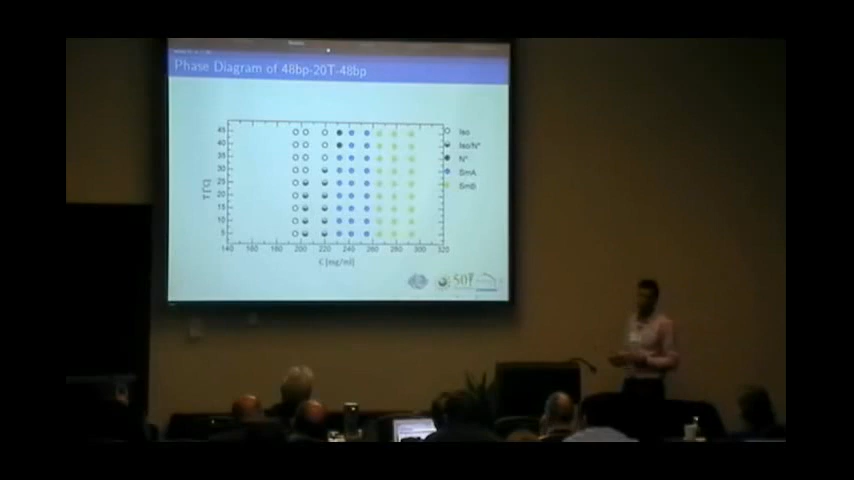 Phase Diagram of 48bp-20T-48bp
45
40
35
30
25
20
15
10
5
T [°C]
140 160 180 200 220 240 260 280 300 320
C [mg/ml]
Iso
Iso/N*
N*
SmA
SmB
50